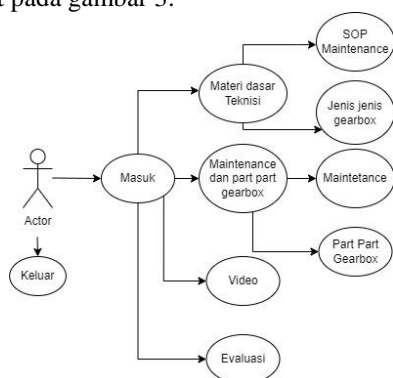 pada gambar 3.
SOP
Maintenance
Materi dasar
Teknisi
Jenis jenis
gearbox
Masuk
Maintenance
dan part part
gearbox
Maintetance
Actor
Part Part
Gearbox
Keluar
Video
Evaluasi